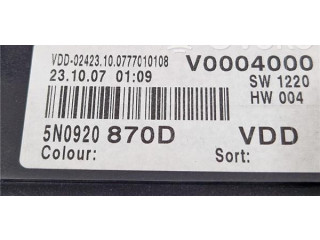 VDD-02423.10.0777010108 V0004000
23.10.07 01:09 SW 1220
HW 004
5N0920 870D VDD
Colour: Sort: